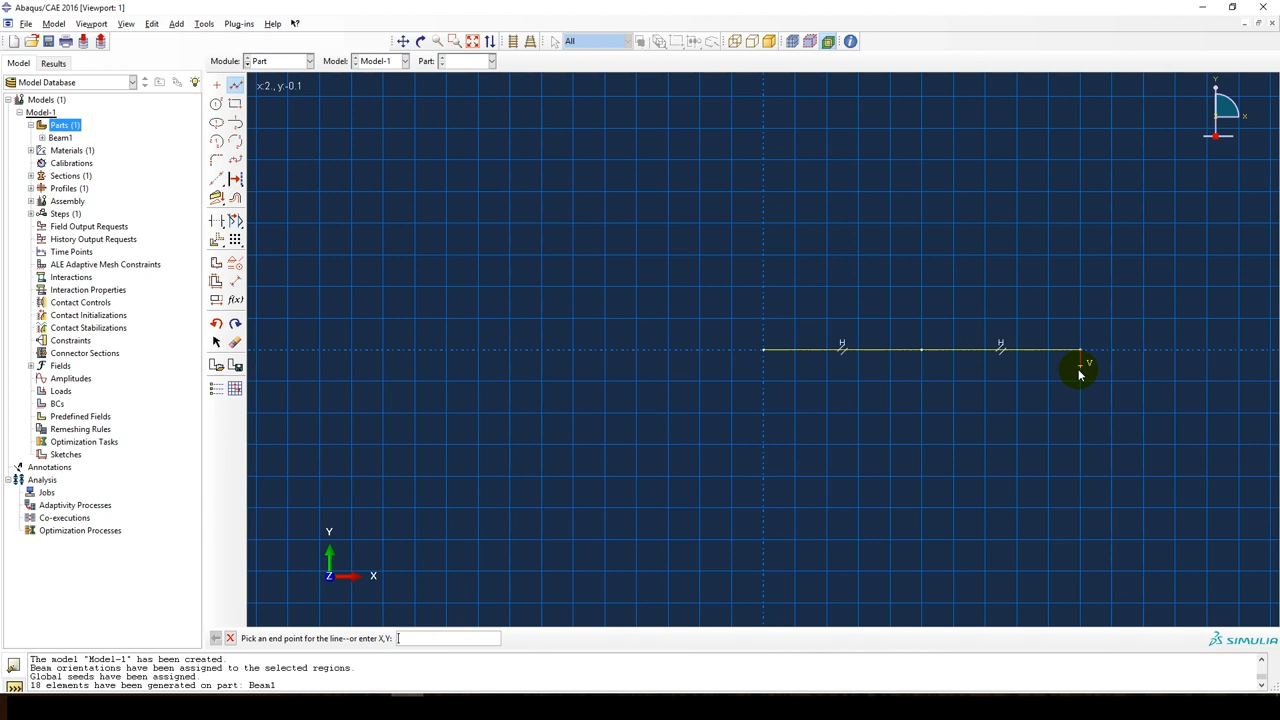 Abaqus/CAE 2016 [Viewport: 1]
File Model Viewport View Edit Add Tools Plug-ins Help
All
Model Results Module: Part Model: Model-1 Part:
Model Database
x:2., y:-0.1
Models (1)
Model-1
Parts (1)
Beam1
Materials (1)
Calibrations
Sections (1)
Profiles (1)
Assembly
Steps (1)
Field Output Requests
History Output Requests
Time Points
ALE Adaptive Mesh Constraints
Interactions
Interaction Properties
Contact Controls
Contact Initializations
Contact Stabilizations
Constraints
Connector Sections
Fields
Amplitudes
Loads
BCs
Predefined Fields
Remeshing Rules
Optimization Tasks
Sketches
Annotations
Analysis
Jobs
Adaptivity Processes
Co-executions
Optimization Processes
f(x)
Y
X
H H
V
Y
Z X
Pick an end point for the line--or enter X,Y:
SIMULIA
The model "Model-1" has been created.
Beam orientations have been assigned to the selected regions.
Global seeds have been assigned.
18 elements have been generated on part: Beam1
>>>